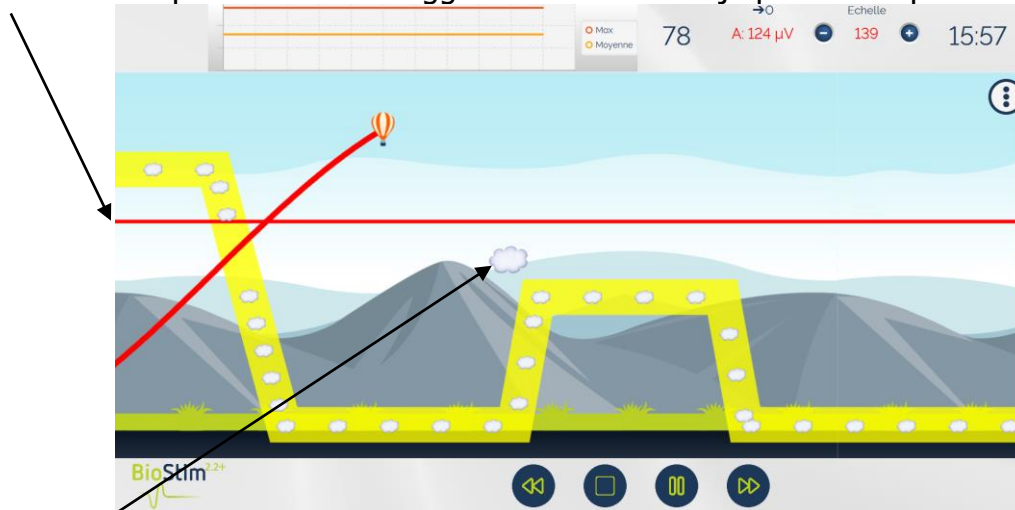 →O
Echelle
Max
Moyenne
78
A: 124 µV
139
15:57
BioStim 2.2+